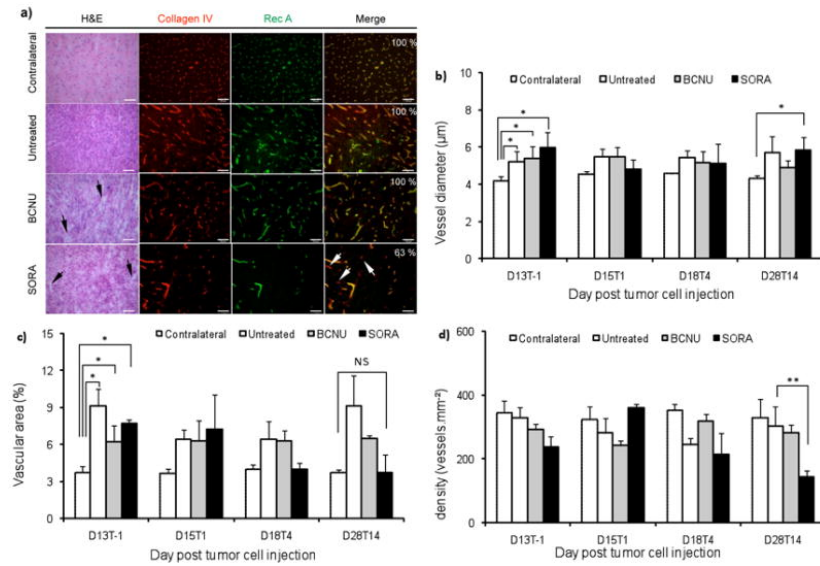 a)
H&E Collagen IV Rec A Merge
Contralateral
100 %
Untreated
100 %
BCNU
100 %
SORA
63 %
b)
Contralateral Untreated BCNU SORA
Vessel diameter (µm)
8
6
4
2
0
*
*
*
*
D13T-1 D15T1 D18T4 D28T14
Day post tumor cell injection
c)
Contralateral Untreated BCNU SORA
Vascular area (%)
15
12
9
6
3
0
*
*
*
NS
D13T-1 D15T1 D18T4 D28T14
Day post tumor cell injection
d)
Contralateral Untreated BCNU SORA
density (vessels.mm⁻²)
600
400
200
0
**
D13T-1 D15T1 D18T4 D28T14
Day post tumor cell injection